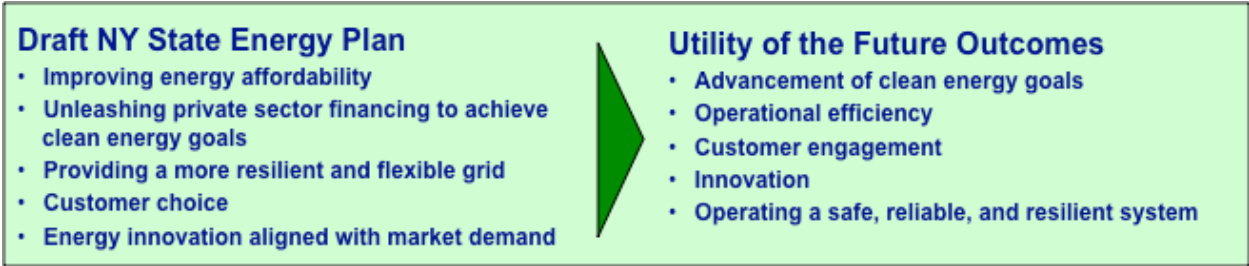 Draft NY State Energy Plan
• Improving energy affordability
• Unleashing private sector financing to achieve
clean energy goals
• Providing a more resilient and flexible grid
• Customer choice
• Energy innovation aligned with market demand
Utility of the Future Outcomes
• Advancement of clean energy goals
• Operational efficiency
• Customer engagement
• Innovation
• Operating a safe, reliable, and resilient system